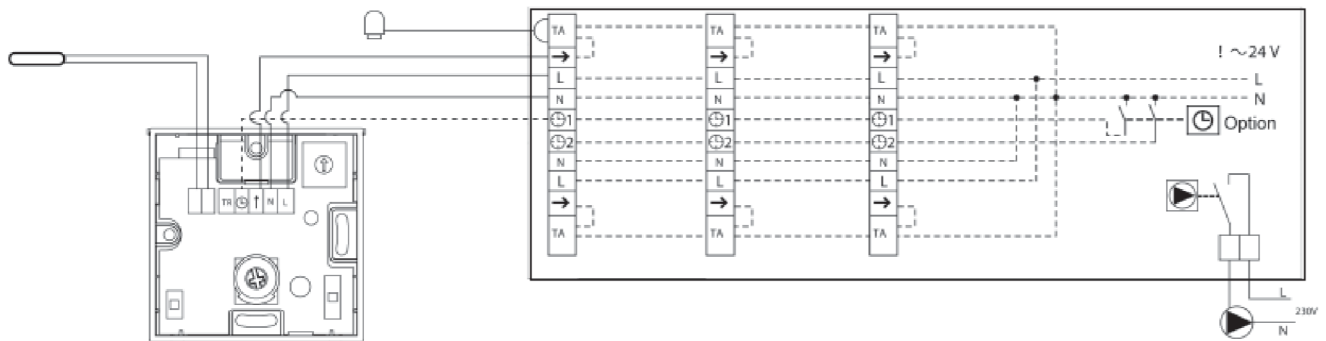 TA TA TA
! ~24 V
L L L L
N N N N
1 1 1
Option
2 2 2
N N N
L L L
TR N L
TA TA TA
L
230V
N